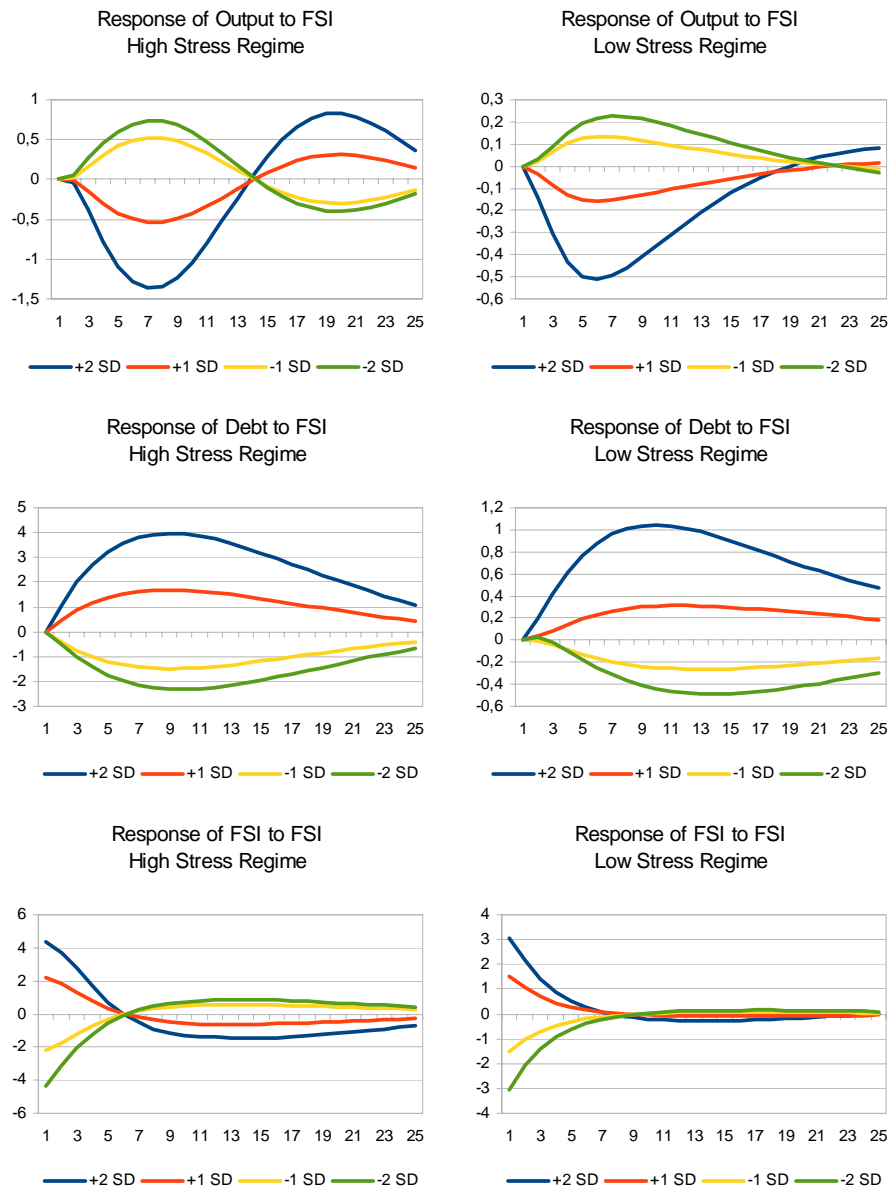 Response of Output to FSI
High Stress Regime
1
0,5
0
-0,5
-1
-1,5
1 3 5 7 9 11 13 15 17 19 21 23 25
+2 SD +1 SD -1 SD -2 SD
Response of Output to FSI
Low Stress Regime
0,3
0,2
0,1
0
-0,1
-0,2
-0,3
-0,4
-0,5
-0,6
1 3 5 7 9 11 13 15 17 19 21 23 25
+2 SD +1 SD -1 SD -2 SD
Response of Debt to FSI
High Stress Regime
5
4
3
2
1
0
-1
-2
-3
1 3 5 7 9 11 13 15 17 19 21 23 25
+2 SD +1 SD -1 SD -2 SD
Response of Debt to FSI
Low Stress Regime
1,2
1
0,8
0,6
0,4
0,2
0
-0,2
-0,4
-0,6
1 3 5 7 9 11 13 15 17 19 21 23 25
+2 SD +1 SD -1 SD -2 SD
Response of FSI to FSI
High Stress Regime
6
4
2
0
-2
-4
-6
1 3 5 7 9 11 13 15 17 19 21 23 25
+2 SD +1 SD -1 SD -2 SD
Response of FSI to FSI
Low Stress Regime
4
3
2
1
0
-1
-2
-3
-4
1 3 5 7 9 11 13 15 17 19 21 23 25
+2 SD +1 SD -1 SD -2 SD